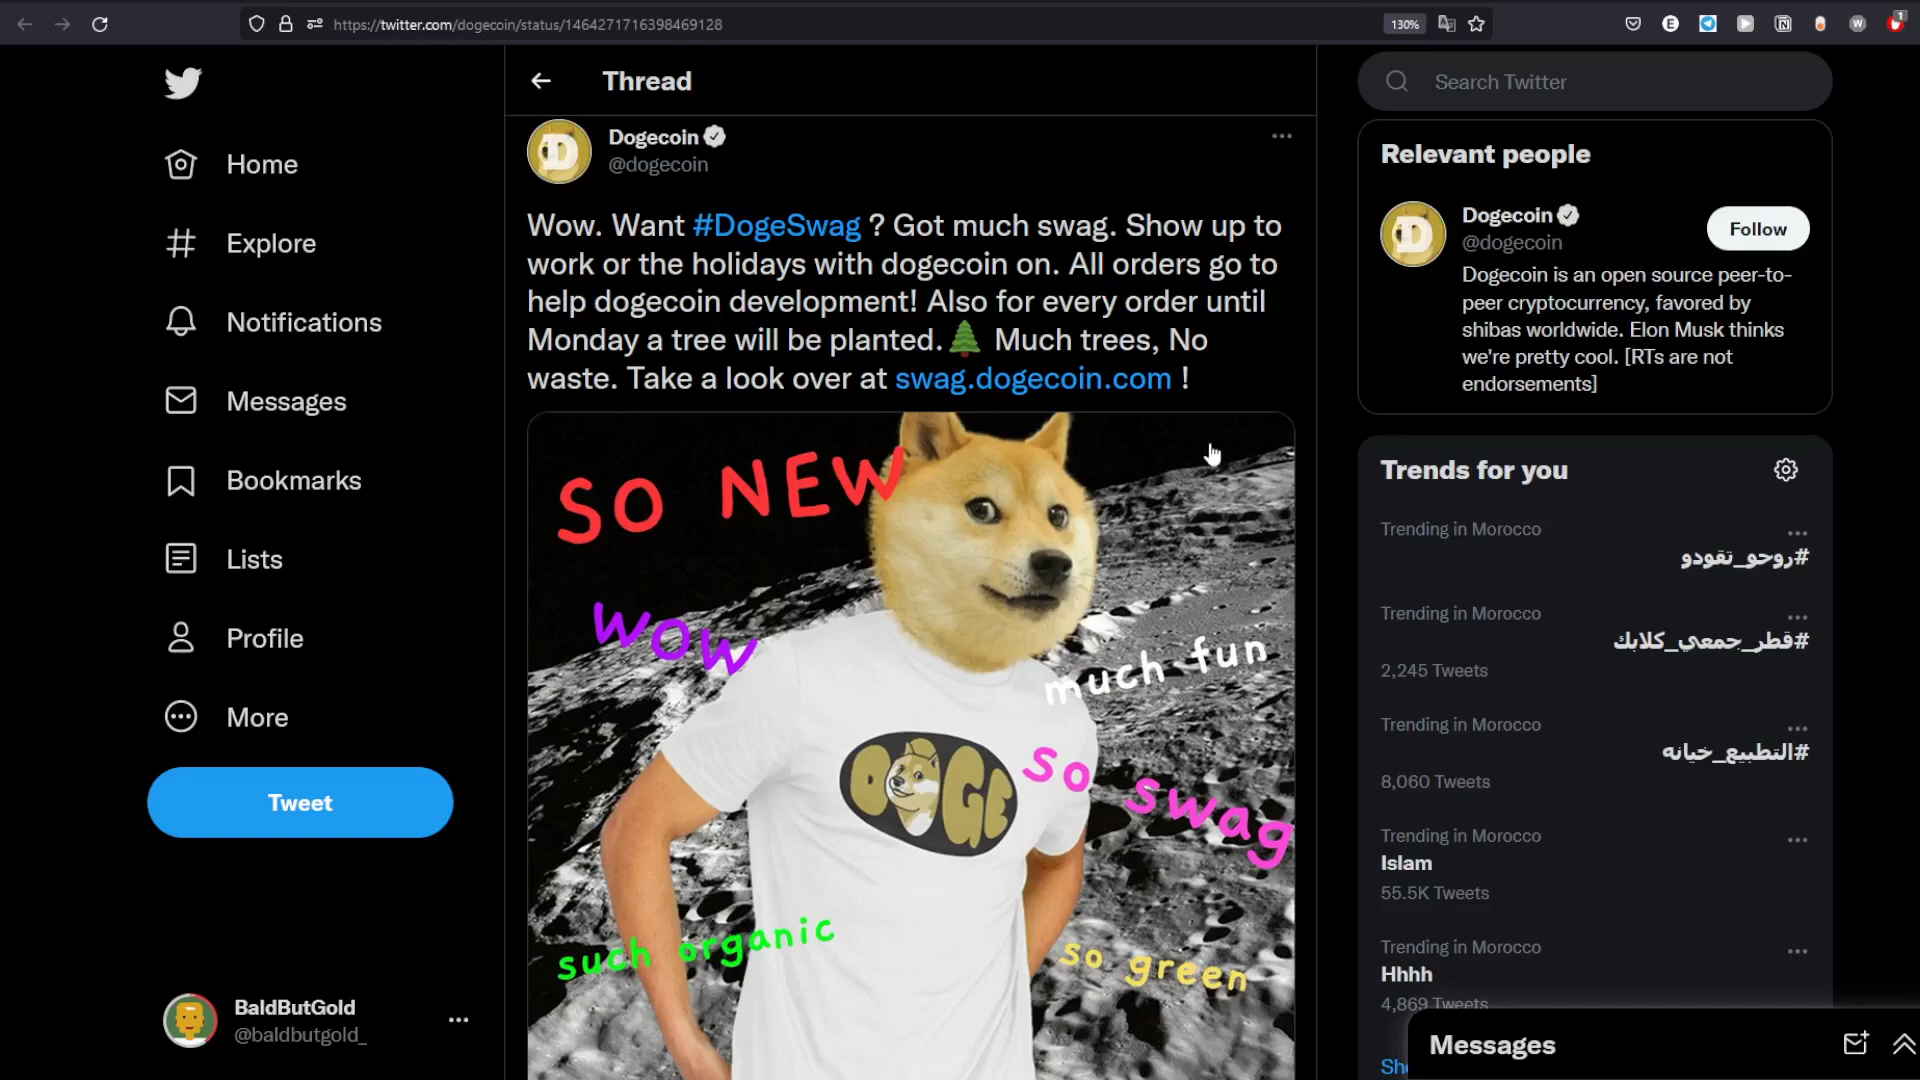 https://twitter.com/dogecoin/status/1464271716398469128
130%
Home
Explore
Notifications
Messages
Bookmarks
Lists
Profile
More
Tweet
BaldButGold
@baldbutgold_
Thread
Dogecoin
@dogecoin
Wow. Want #DogeSwag ? Got much swag. Show up to
work or the holidays with dogecoin on. All orders go to
help dogecoin development! Also for every order until
Monday a tree will be planted.🌲 Much trees, No
waste. Take a look over at swag.dogecoin.com !
SO NEW
WOW
much fun
DOGE
so swag
such organic
so green
Search Twitter
Relevant people
Dogecoin
@dogecoin
Follow
Dogecoin is an open source peer-to-
peer cryptocurrency, favored by
shibas worldwide. Elon Musk thinks
we're pretty cool. [RTs are not
endorsements]
Trends for you
Trending in Morocco
#روحو_تقودو
Trending in Morocco
#قطر_جمعي_كلابك
2,245 Tweets
Trending in Morocco
#التطبيع_خيانه
8,060 Tweets
Trending in Morocco
Islam
55.5K Tweets
Trending in Morocco
Hhhh
4,869 Tweets
Messages